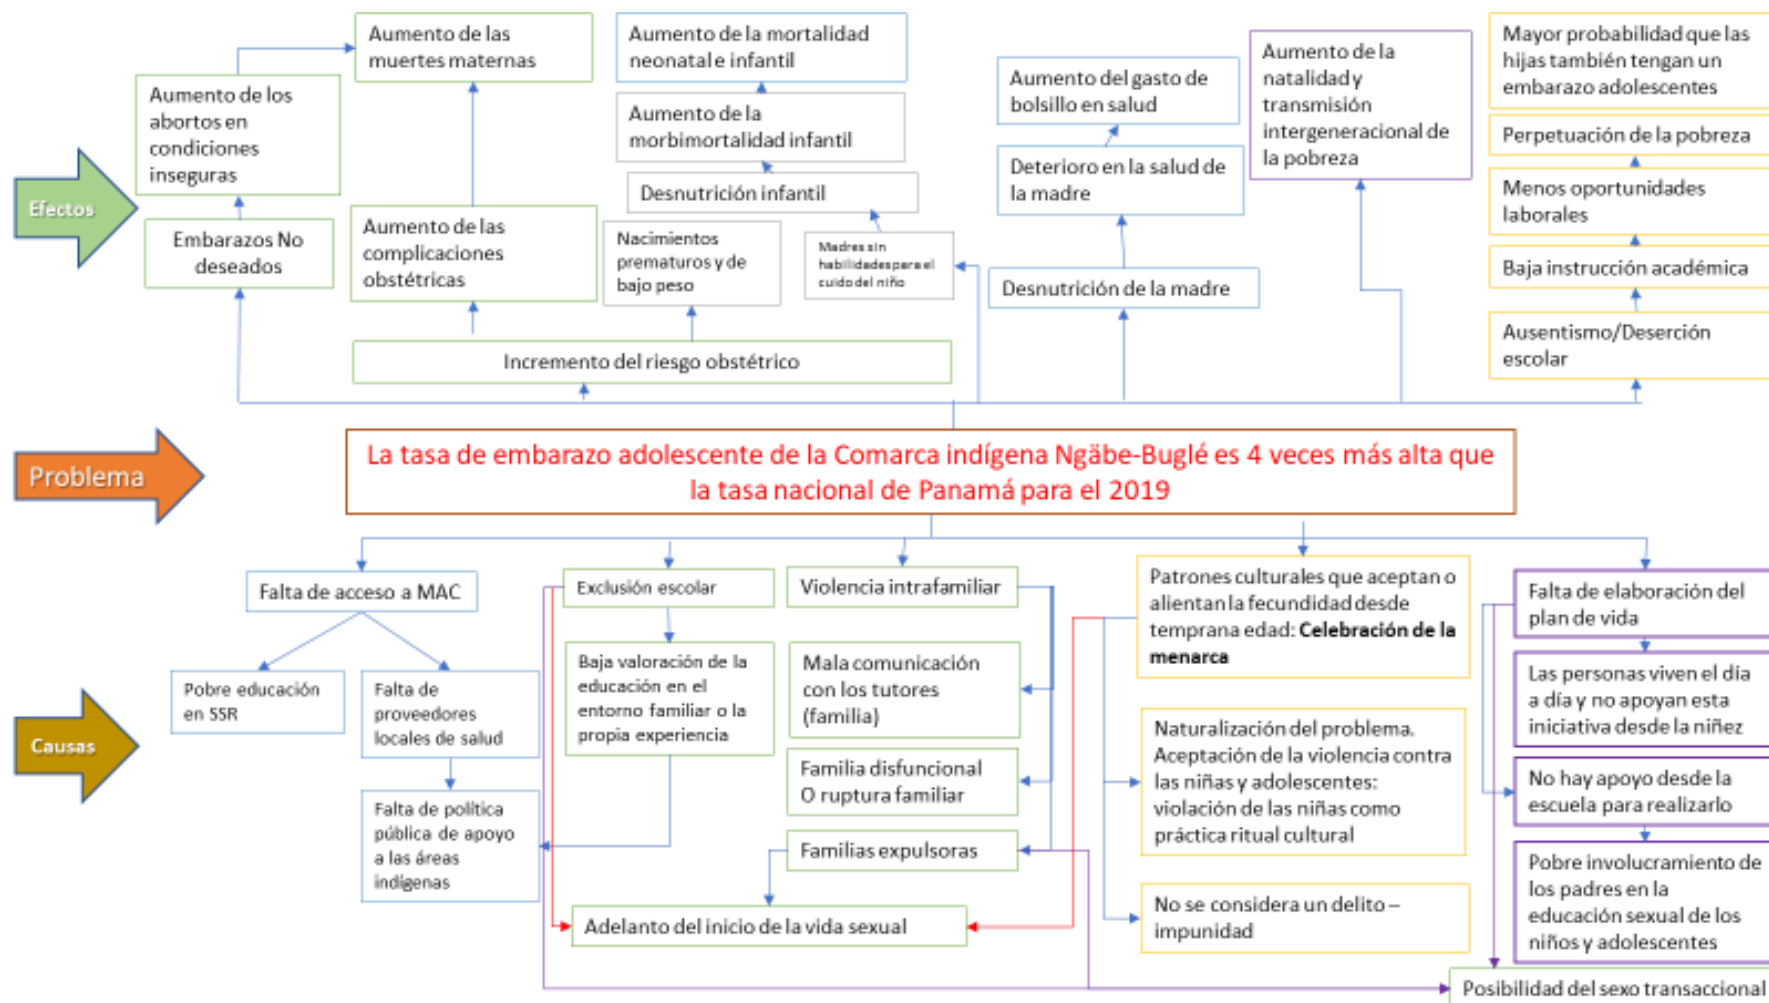 Efectos
Aumento de las
muertes maternas
Aumento de los
abortos en
condiciones
inseguras
Embarazos No
deseados
Aumento de las
complicaciones
obstétricas
Incremento del riesgo obstétrico
Aumento de la mortalidad
neonatal e infantil
Aumento de la
morbimortalidad infantil
Desnutrición infantil
Nacimientos
prematuros y de
bajo peso
Madres sin
habilidades para el
cuido del niño
Aumento del gasto de
bolsillo en salud
Deterioro en la salud de
la madre
Desnutrición de la madre
Aumento de la
natalidad y
transmisión
intergeneracional de
la pobreza
Mayor probabilidad que las
hijas también tengan un
embarazo adolescentes
Perpetuación de la pobreza
Menos oportunidades
laborales
Baja instrucción académica
Ausentismo/Deserción
escolar
Problema
La tasa de embarazo adolescente de la Comarca indígena Ngäbe-Buglé es 4 veces más alta que
la tasa nacional de Panamá para el 2019
Causas
Falta de acceso a MAC
Pobre educación
en SSR
Falta de
proveedores
locales de salud
Falta de política
pública de apoyo
a las áreas
indígenas
Exclusión escolar
Baja valoración de la
educación en el
entorno familiar o la
propia experiencia
Violencia intrafamiliar
Mala comunicación
con los tutores
(familia)
Familia disfuncional
O ruptura familiar
Familias expulsoras
Adelanto del inicio de la vida sexual
Patrones culturales que aceptan o
alientan la fecundidad desde
temprana edad: Celebración de la
menarca
Naturalización del problema.
Aceptación de la violencia contra
las niñas y adolescentes:
violación de las niñas como
práctica ritual cultural
No se considera un delito –
impunidad
Falta de elaboración del
plan de vida
Las personas viven el día
a día y no apoyan esta
iniciativa desde la niñez
No hay apoyo desde la
escuela para realizarlo
Pobre involucramiento de
los padres en la
educación sexual de los
niños y adolescentes
Posibilidad del sexo transaccional